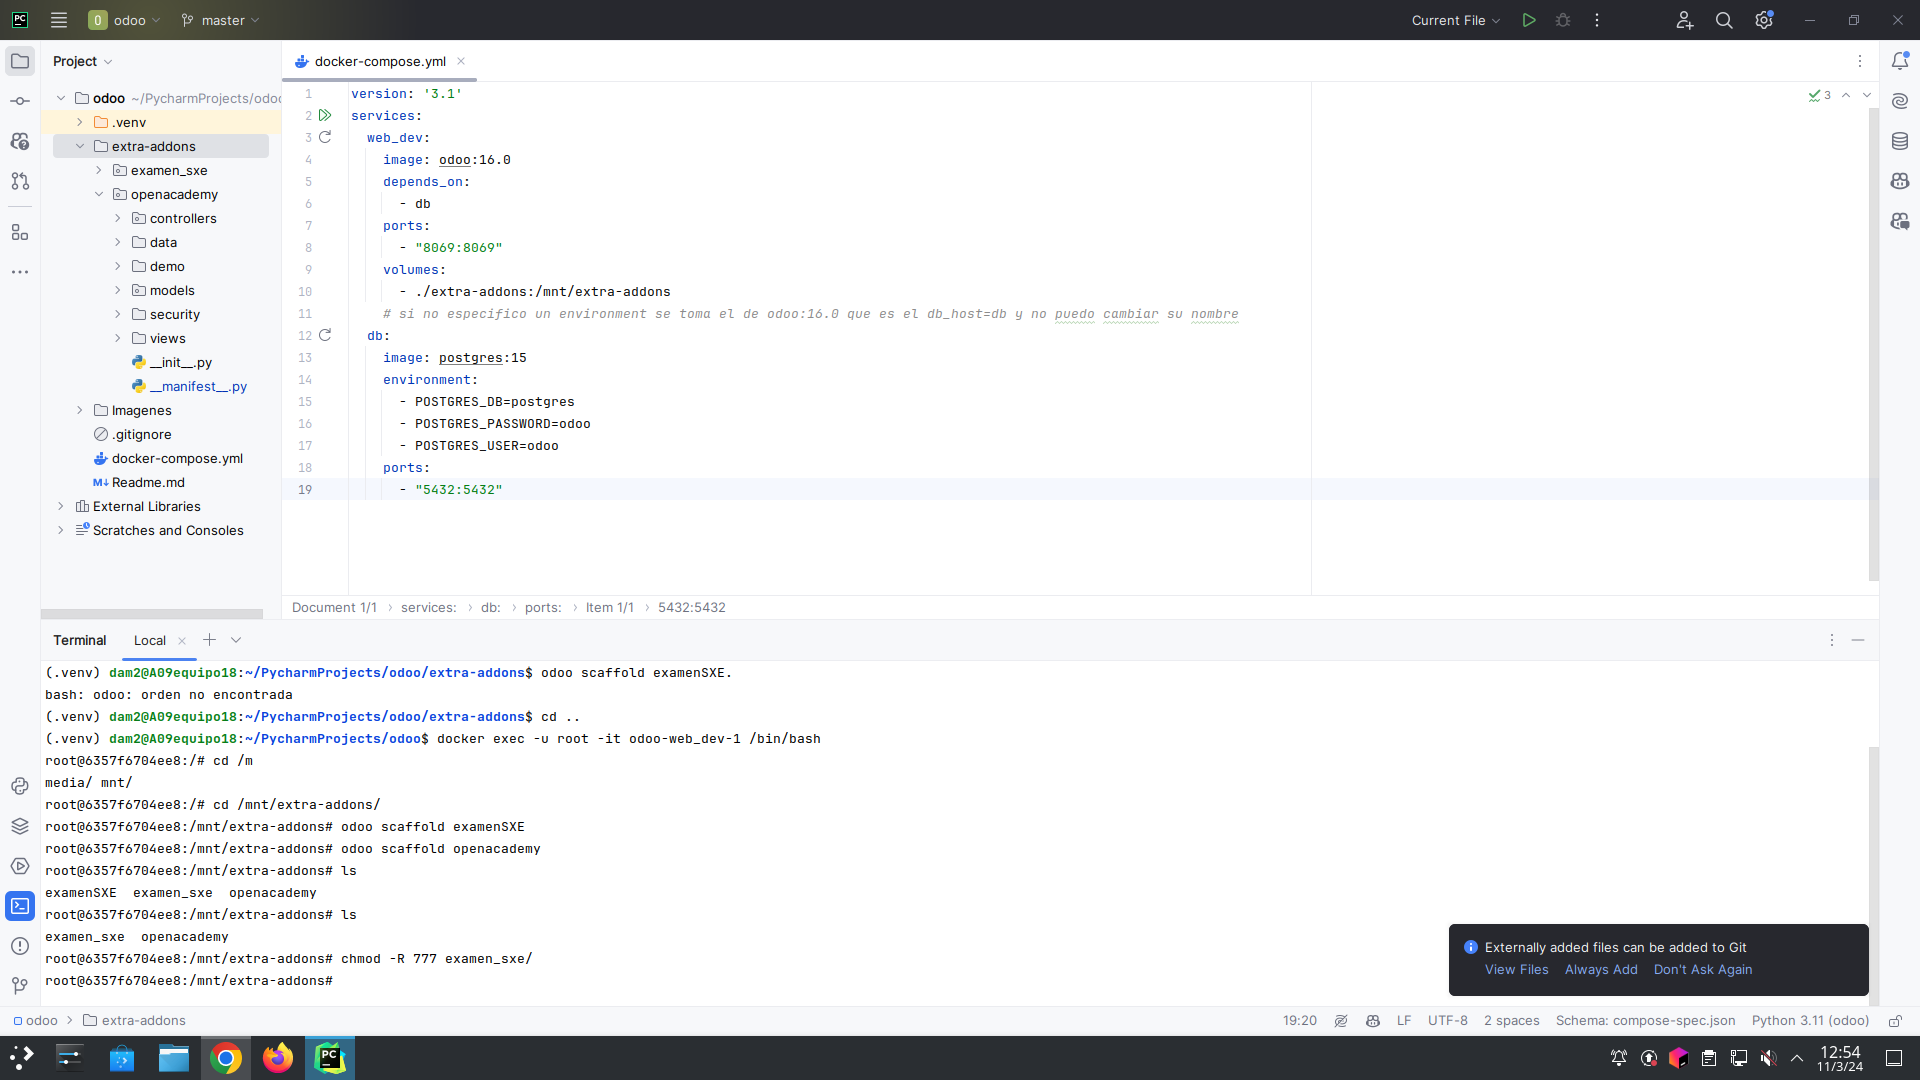 PC
O odoo
master
Current File
Project
docker-compose.yml
odoo ~/PycharmProjects/odoo
.venv
extra-addons
examen_sxe
openacademy
controllers
data
demo
models
security
views
__init__.py
__manifest__.py
Imagenes
.gitignore
docker-compose.yml
M↓ Readme.md
External Libraries
Scratches and Consoles
3
1 version: '3.1'
2 services:
3 web_dev:
4 image: odoo:16.0
5 depends_on:
6 - db
7 ports:
8 - "8069:8069"
9 volumes:
10 - ./extra-addons:/mnt/extra-addons
11 # si no especifico un environment se toma el de odoo:16.0 que es el db_host=db y no puedo cambiar su nombre
12 db:
13 image: postgres:15
14 environment:
15 - POSTGRES_DB=postgres
16 - POSTGRES_PASSWORD=odoo
17 - POSTGRES_USER=odoo
18 ports:
19 - "5432:5432"
Document 1/1 › services: › db: › ports: › Item 1/1 › 5432:5432
Terminal Local
(.venv) dam2@A09equipo18:~/PycharmProjects/odoo/extra-addons$ odoo scaffold examenSXE.
bash: odoo: orden no encontrada
(.venv) dam2@A09equipo18:~/PycharmProjects/odoo/extra-addons$ cd ..
(.venv) dam2@A09equipo18:~/PycharmProjects/odoo$ docker exec -u root -it odoo-web_dev-1 /bin/bash
root@6357f6704ee8:/# cd /m
media/ mnt/
root@6357f6704ee8:/# cd /mnt/extra-addons/
root@6357f6704ee8:/mnt/extra-addons# odoo scaffold examenSXE
root@6357f6704ee8:/mnt/extra-addons# odoo scaffold openacademy
root@6357f6704ee8:/mnt/extra-addons# ls
examenSXE examen_sxe openacademy
root@6357f6704ee8:/mnt/extra-addons# ls
examen_sxe openacademy
root@6357f6704ee8:/mnt/extra-addons# chmod -R 777 examen_sxe/
root@6357f6704ee8:/mnt/extra-addons#
Externally added files can be added to Git
View Files Always Add Don't Ask Again
odoo › extra-addons
19:20 LF UTF-8 2 spaces Schema: compose-spec.json Python 3.11 (odoo)
PC
12:54
11/3/24